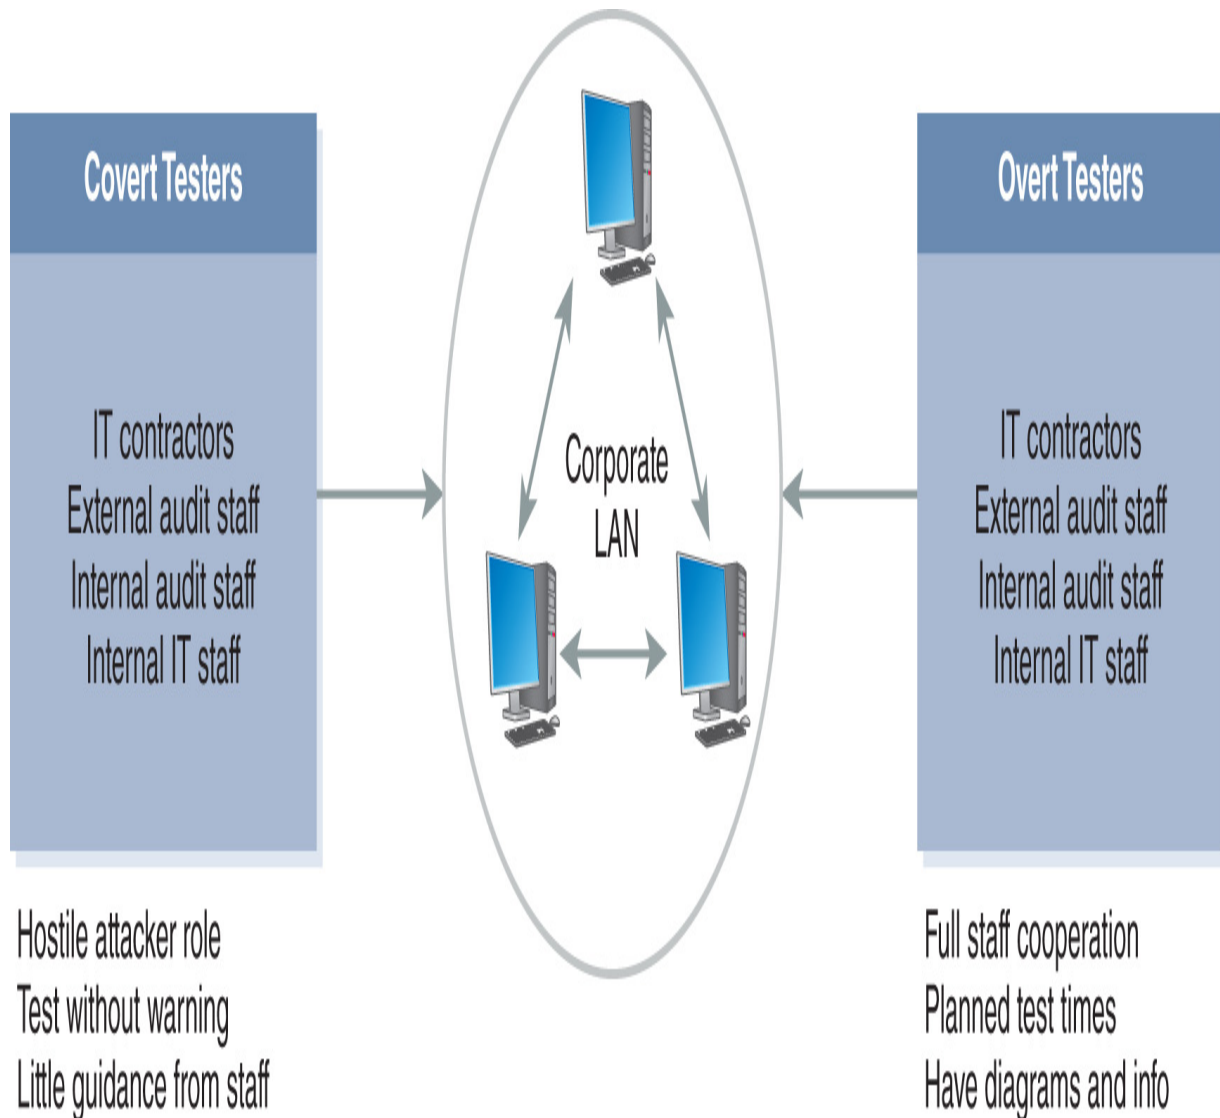 Covert Testers
IT contractors
External audit staff
Internal audit staff
Internal IT staff
Hostile attacker role
Test without warning
Little guidance from staff
Corporate
LAN
Overt Testers
IT contractors
External audit staff
Internal audit staff
Internal IT staff
Full staff cooperation
Planned test times
Have diagrams and info